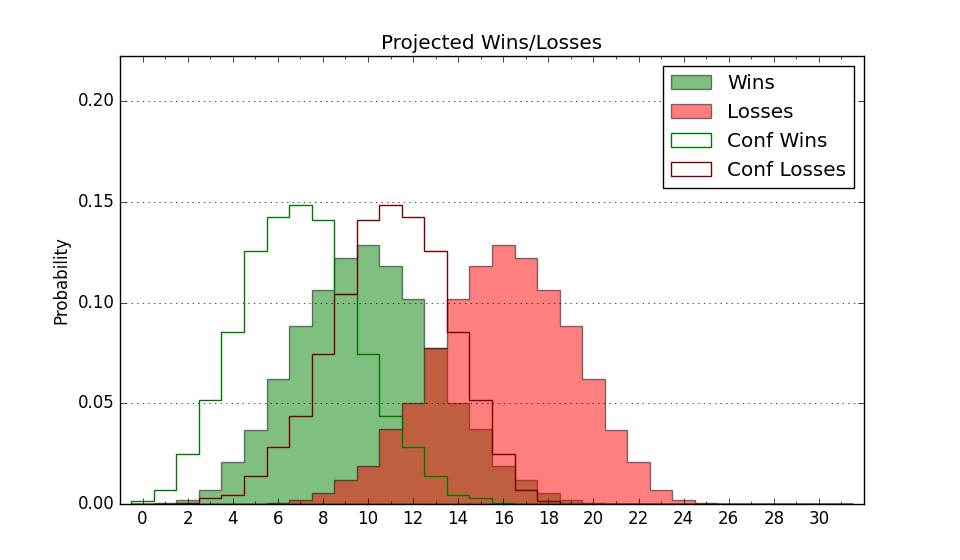 Projected Wins/Losses
Wins
Losses
Conf Wins
Conf Losses
Probability
0.20
0.15
0.10
0.05
0.00
0 2 4 6 8 10 12 14 16 18 20 22 24 26 28 30